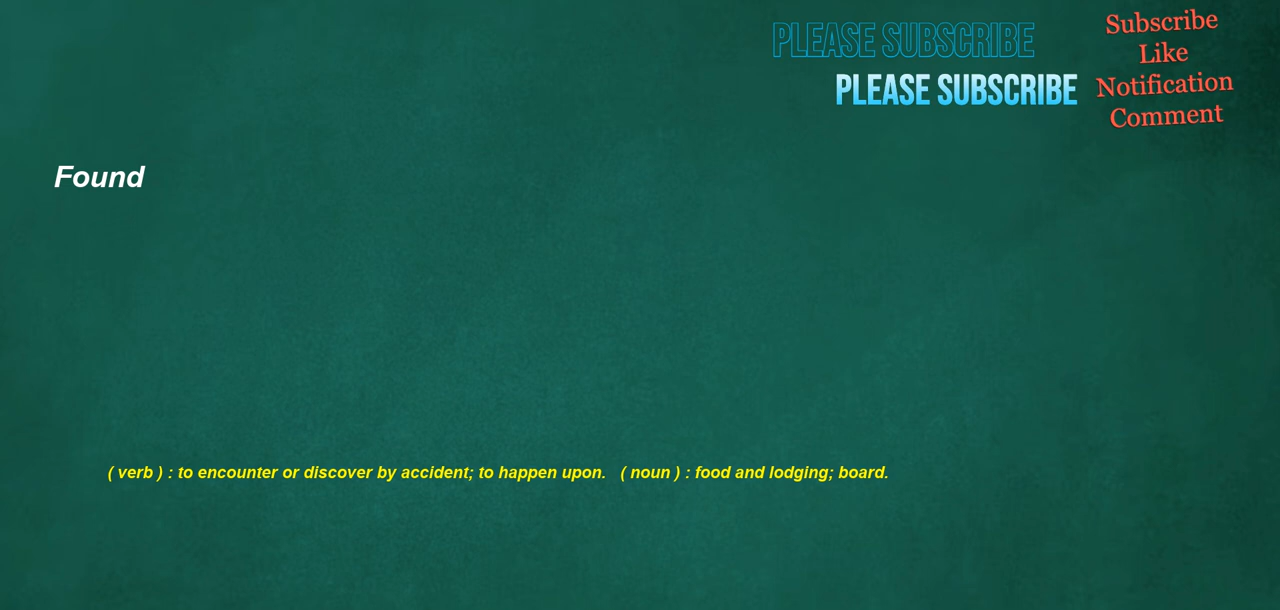 PLEASE SUBSCRIBE
PLEASE SUBSCRIBE
Subscribe
Like
Notification
Comment
Found
( verb ) : to encounter or discover by accident; to happen upon.   ( noun ) : food and lodging; board.